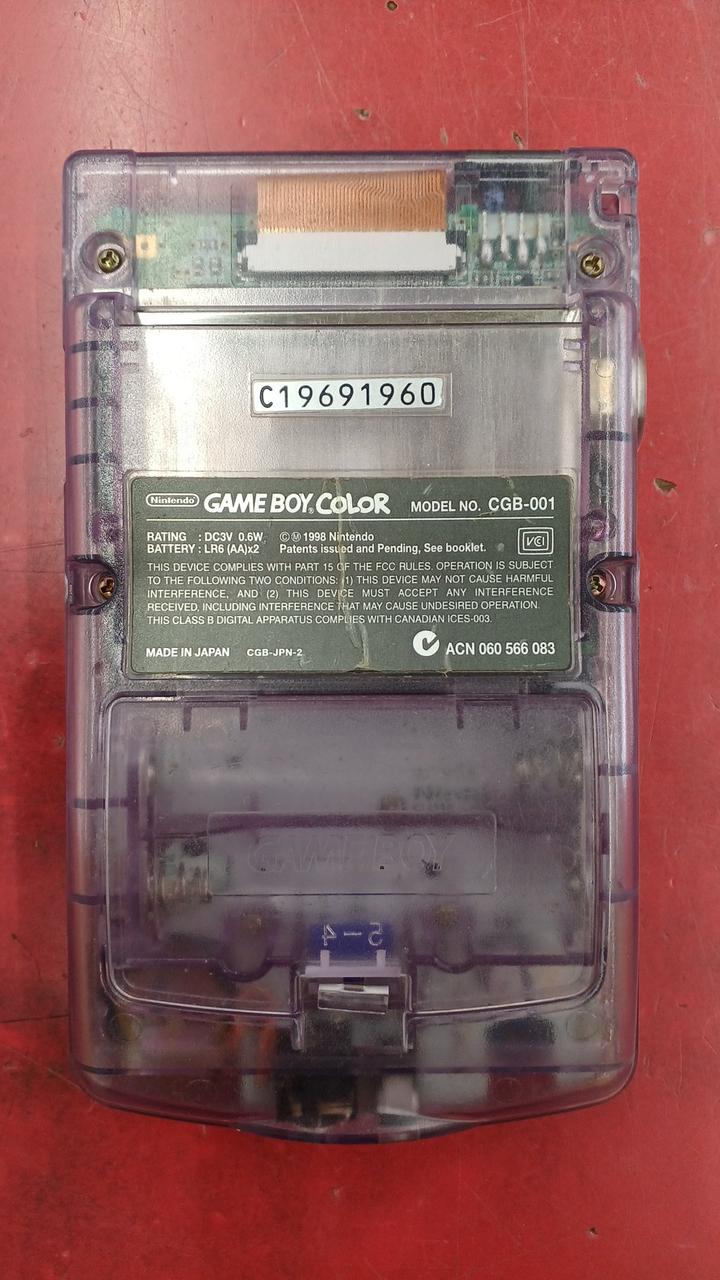 C19691960
Nintendo GAME BOY COLOR MODEL NO. CGB-001
RATING : DC3V 0.6W ©Ⓜ 1998 Nintendo
BATTERY : LR6 (AA)x2 Patents issued and Pending, See booklet. VCI
THIS DEVICE COMPLIES WITH PART 15 OF THE FCC RULES. OPERATION IS SUBJECT
TO THE FOLLOWING TWO CONDITIONS: (1) THIS DEVICE MAY NOT CAUSE HARMFUL
INTERFERENCE, AND (2) THIS DEVICE MUST ACCEPT ANY INTERFERENCE
RECEIVED, INCLUDING INTERFERENCE THAT MAY CAUSE UNDESIRED OPERATION.
THIS CLASS B DIGITAL APPARATUS COMPLIES WITH CANADIAN ICES-003.
MADE IN JAPAN CGB-JPN-2 ACN 060 566 083
GAME BOY
5-4